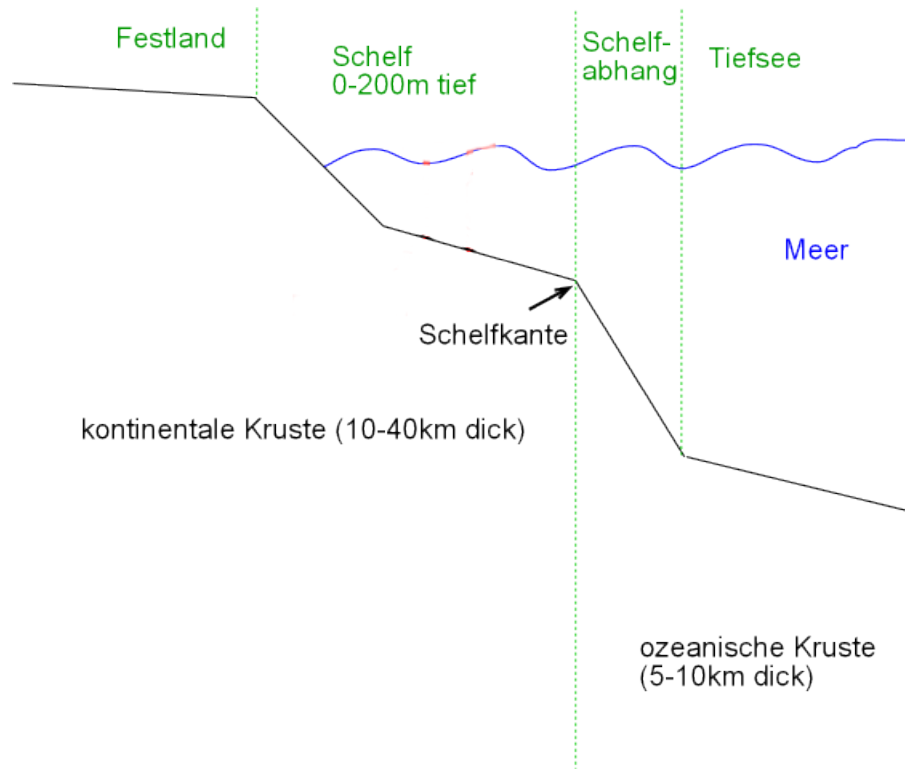 Festland
Schelf
0-200m tief
Schelf-
abhang
Tiefsee
Meer
Schelfkante
kontinentale Kruste (10-40km dick)
ozeanische Kruste
(5-10km dick)